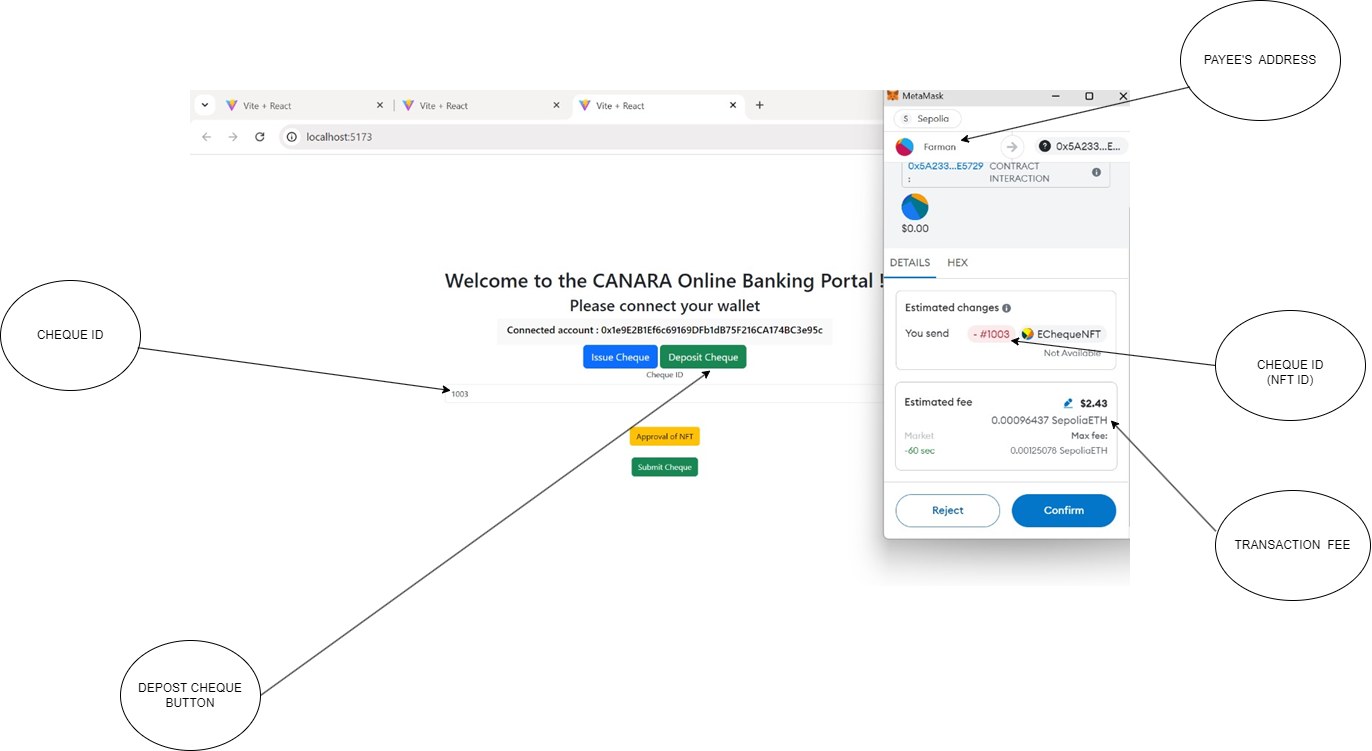 PAYEE'S ADDRESS
Vite + React
Vite + React
Vite + React
MetaMask
localhost:5173
Sepolia
Farman
0x5A233...E...
0x5A233...E5729
:
CONTRACT
INTERACTION
$0.00
DETAILS
HEX
Welcome to the CANARA Online Banking Portal !
Please connect your wallet
Connected account : 0x1e9E2B1Ef6c69169DFb1dB75F216CA174BC3e95c
Issue Cheque
Deposit Cheque
Cheque ID
1003
Approval of NFT
Submit Cheque
Estimated changes
You send
- #1003
EChequeNFT
Not Available
Estimated fee
$2.43
0.00096437 SepoliaETH
Market
Max fee:
~60 sec
0.00125078 SepoliaETH
Reject
Confirm
CHEQUE ID
CHEQUE ID
(NFT ID)
TRANSACTION FEE
DEPOST CHEQUE
BUTTON